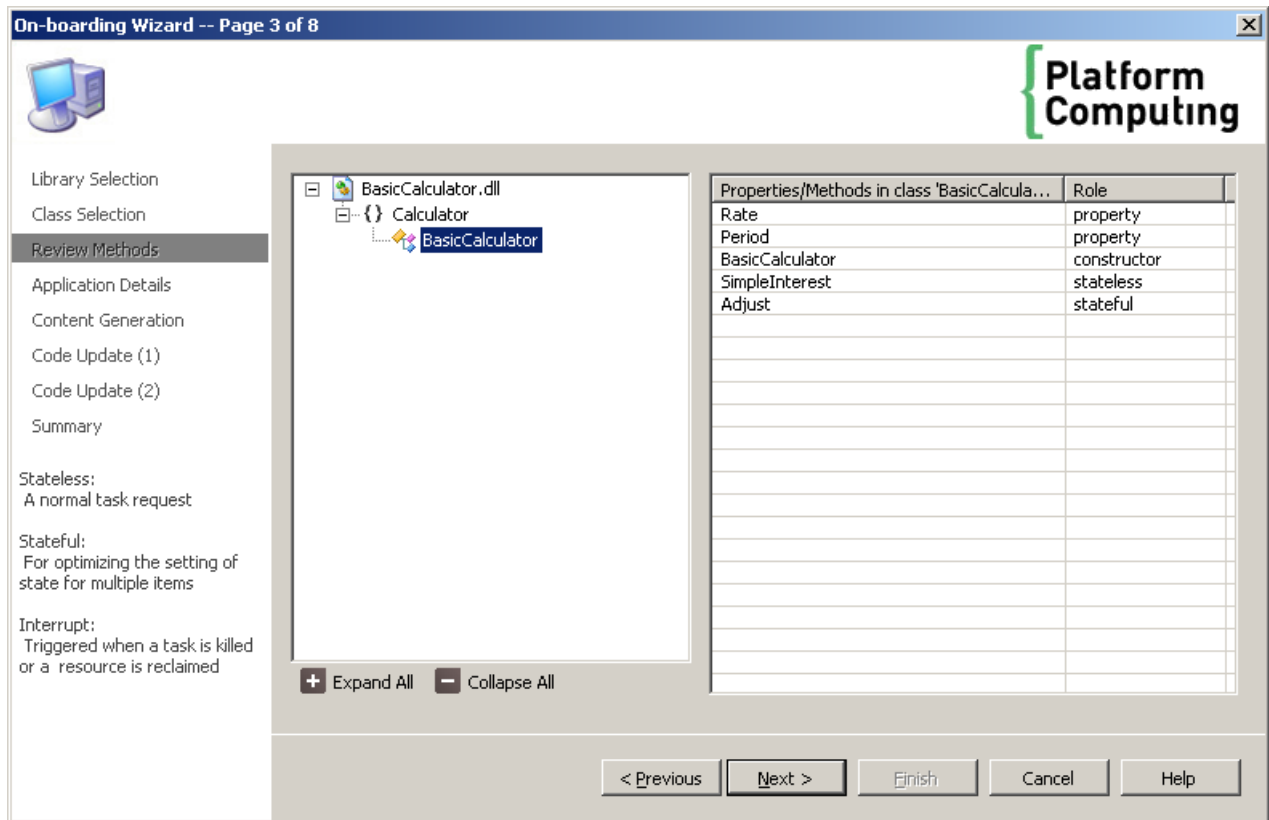 On-boarding Wizard -- Page 3 of 8
Platform
Computing
Library Selection
Class Selection
Review Methods
Application Details
Content Generation
Code Update (1)
Code Update (2)
Summary
Stateless:
A normal task request
Stateful:
For optimizing the setting of
state for multiple items
Interrupt:
Triggered when a task is killed
or a resource is reclaimed
BasicCalculator.dll
{} Calculator
BasicCalculator
Expand All Collapse All
Properties/Methods in class 'BasicCalcula... Role
Rate property
Period property
BasicCalculator constructor
SimpleInterest stateless
Adjust stateful
< Previous Next > Finish Cancel Help